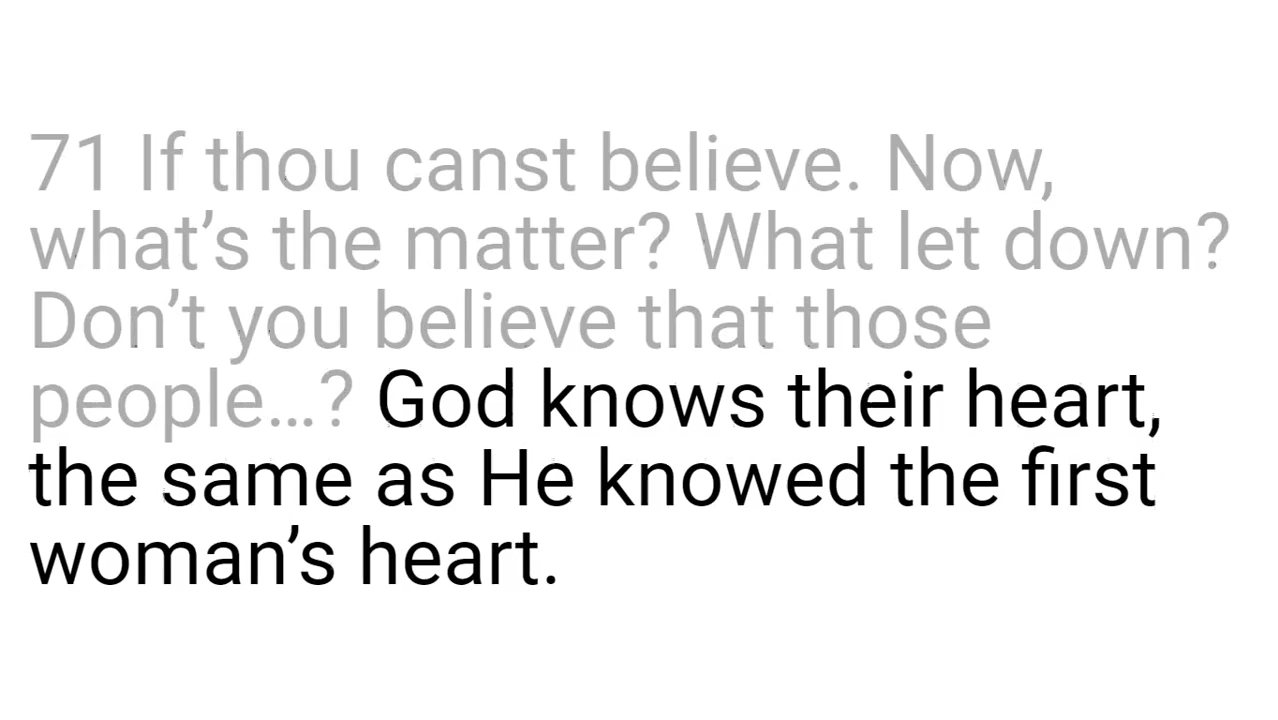 71 If thou canst believe. Now,
what’s the matter? What let down?
Don’t you believe that those
people…? God knows their heart,
the same as He knowed the first
woman’s heart.